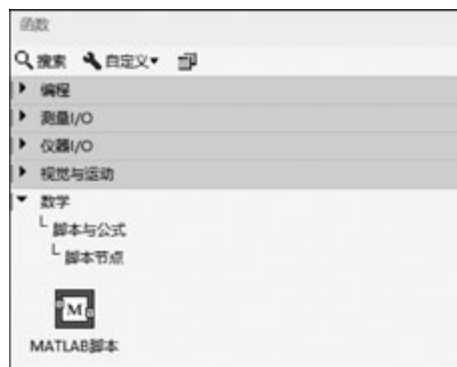 函数
搜索 自定义▾
编程
测量I/O
仪器I/O
视觉与运动
数学
脚本与公式
脚本节点
M
MATLAB脚本